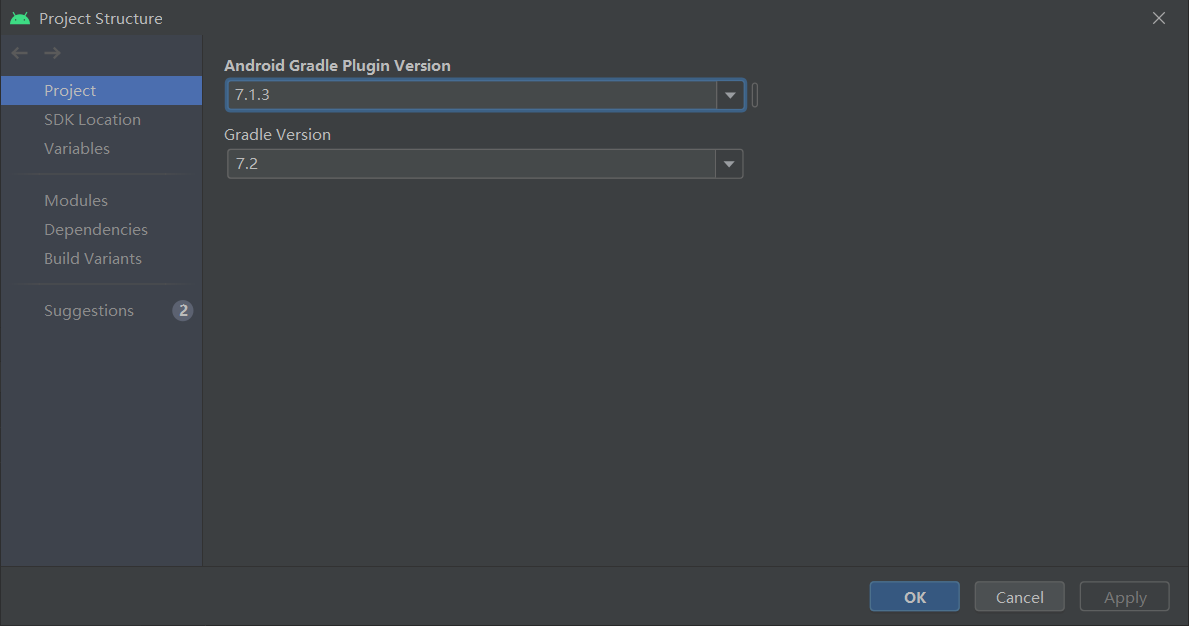 Project Structure
Project
SDK Location
Variables
Modules
Dependencies
Build Variants
Suggestions 2
Android Gradle Plugin Version
7.1.3
Gradle Version
7.2
OK Cancel Apply